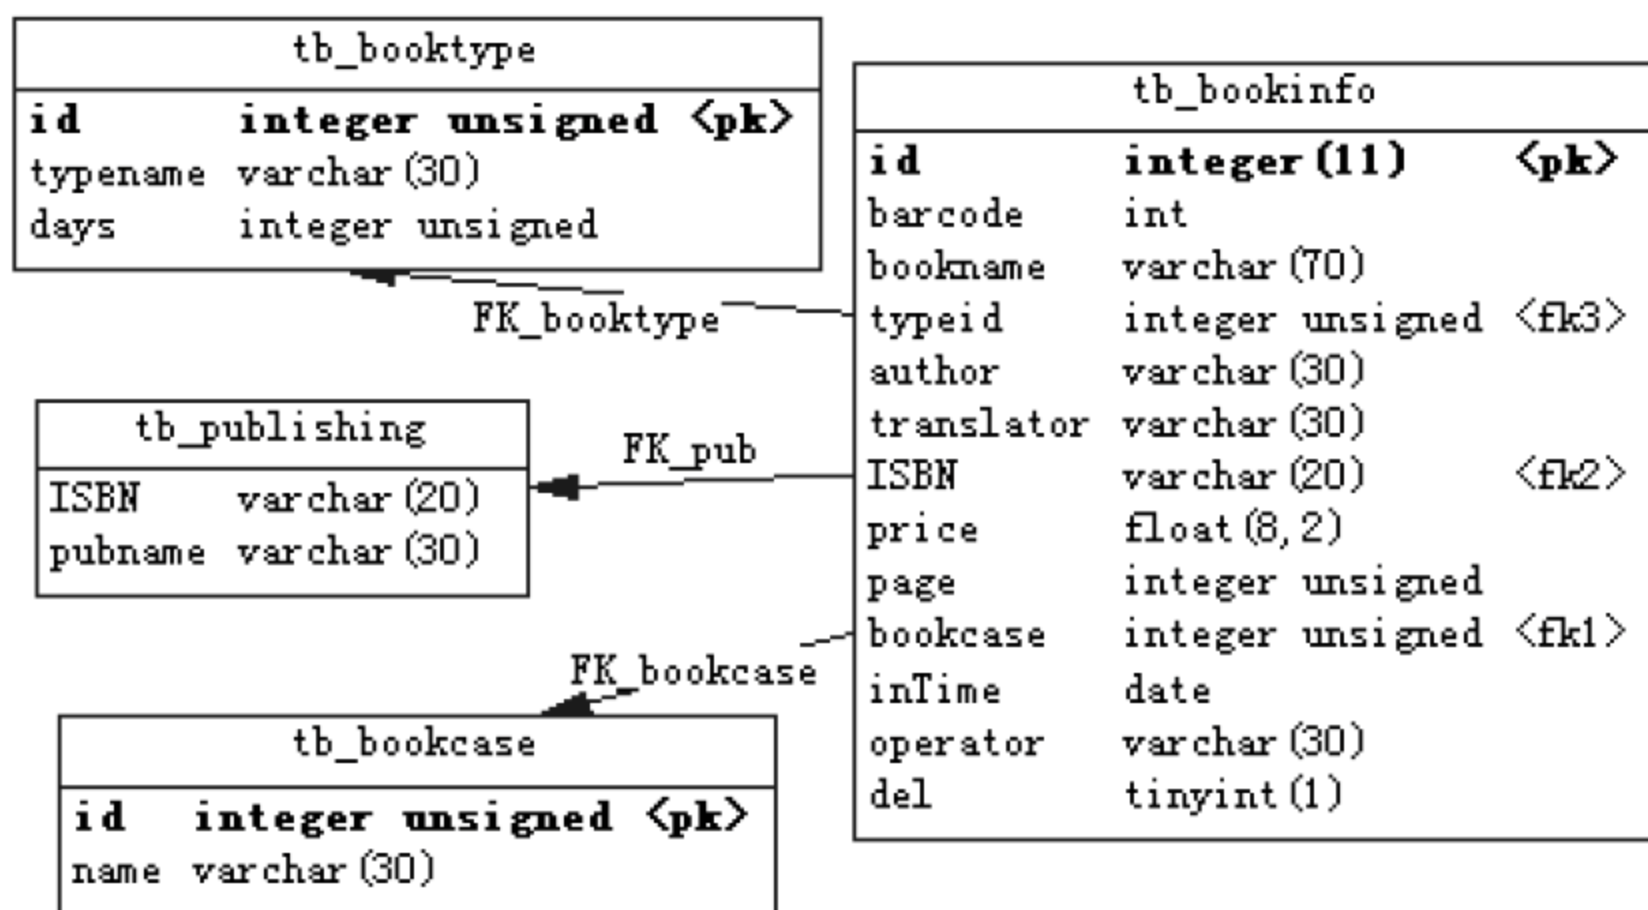 tb_booktype
id integer unsigned <pk>
typename varchar(30)
days integer unsigned
FK_booktype
tb_publishing
ISBN varchar(20)
pubname varchar(30)
FK_pub
FK_bookcase
tb_bookcase
id integer unsigned <pk>
name varchar(30)
tb_bookinfo
id integer(11) <pk>
barcode int
bookname varchar(70)
typeid integer unsigned <fk3>
author varchar(30)
translator varchar(30)
ISBN varchar(20) <fk2>
price float(8,2)
page integer unsigned
bookcase integer unsigned <fk1>
inTime date
operator varchar(30)
del tinyint(1)